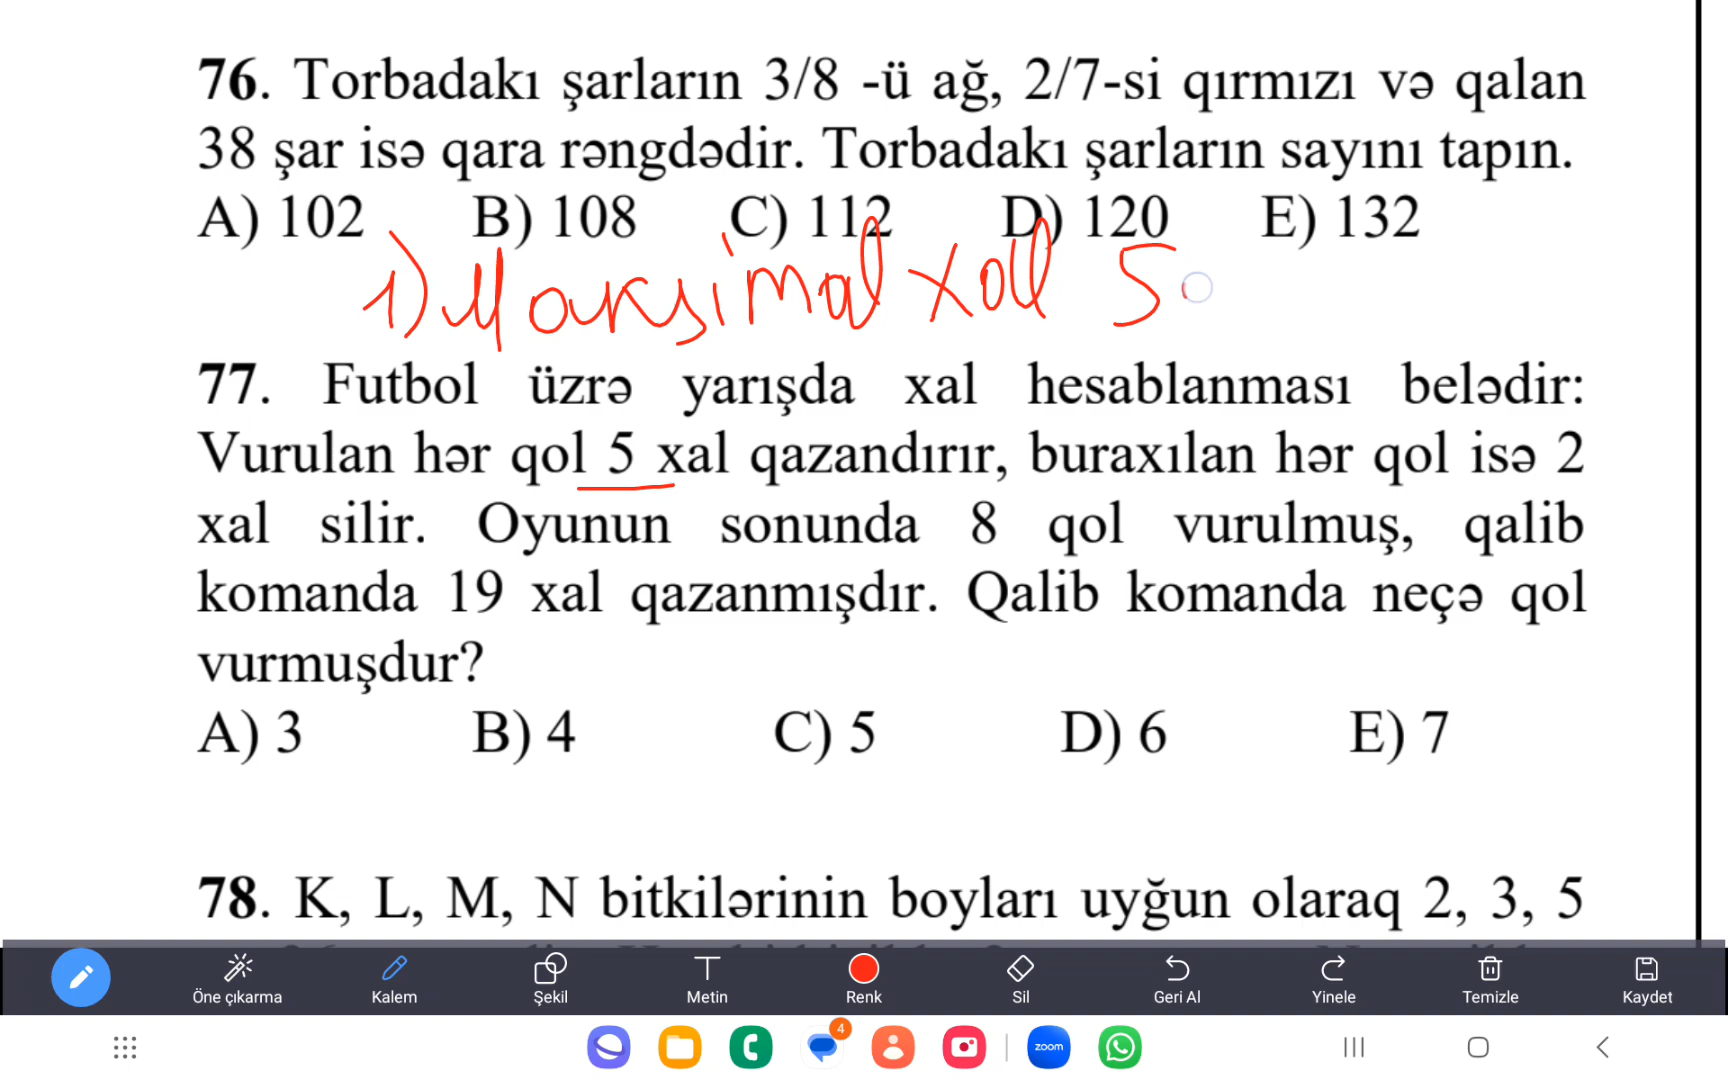 76. Torbadakı şarların 3/8 -ü ağ, 2/7-si qırmızı və qalan
38 şar isə qara rəngdədir. Torbadakı şarların sayını tapın.
A) 102 B) 108 C) 112 D) 120 E) 132
1) Maksimal xall 5
77. Futbol üzrə yarışda xal hesablanması belədir:
Vurulan hər qol 5 xal qazandırır, buraxılan hər qol isə 2
xal silir. Oyunun sonunda 8 qol vurulmuş, qalib
komanda 19 xal qazanmışdır. Qalib komanda neçə qol
vurmuşdur?
A) 3 B) 4 C) 5 D) 6 E) 7
78. K, L, M, N bitkilərinin boyları uyğun olaraq 2, 3, 5
Öne çıkarma Kalem Şekil Metin Renk Sil Geri Al Yinele Temizle Kaydet
4
zoom